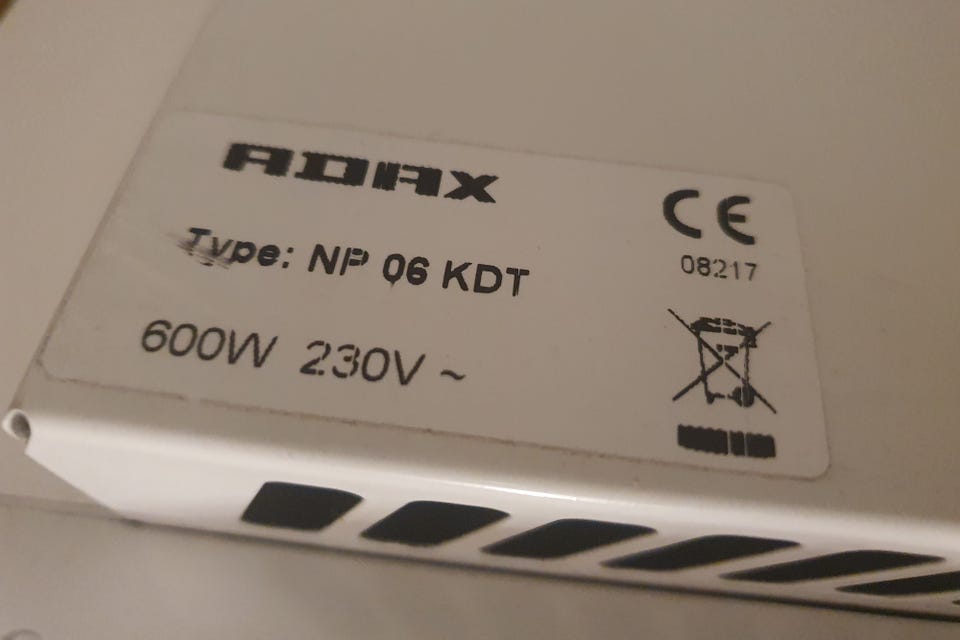 ADAX
CE
08217
Type: NP 06 KDT
600W 230V ~